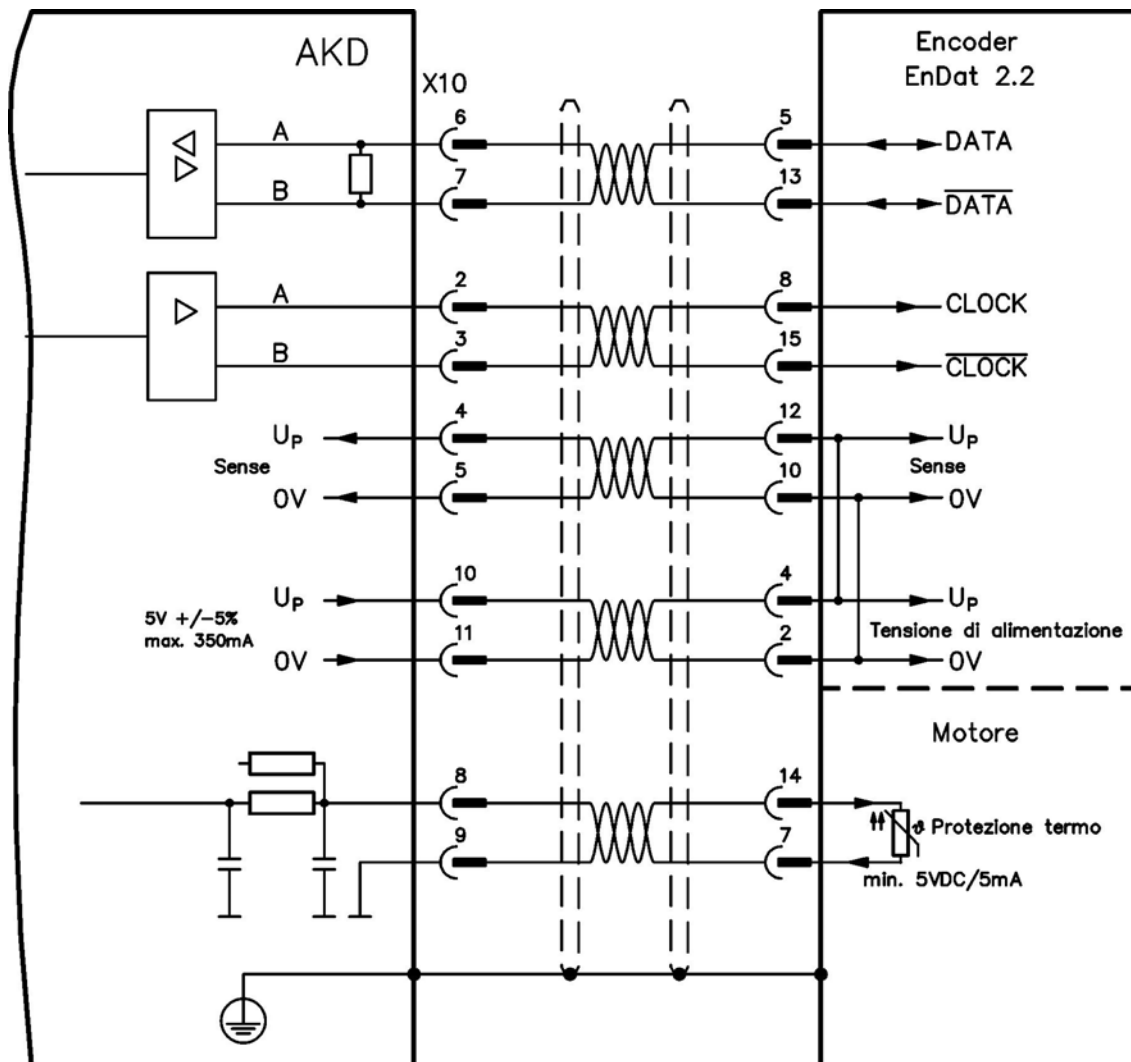 AKD
X10
Encoder
EnDat 2.2
A
6
5
DATA
B
7
13
DATA
A
2
8
CLOCK
B
3
15
CLOCK
UP
4
12
UP
Sense
Sense
0V
5
10
0V
5V +/-5%
max. 350mA
UP
10
4
UP
Tensione di alimentazione
0V
11
2
0V
Motore
8
14
ϑ Protezione termo
9
7
min. 5VDC/5mA